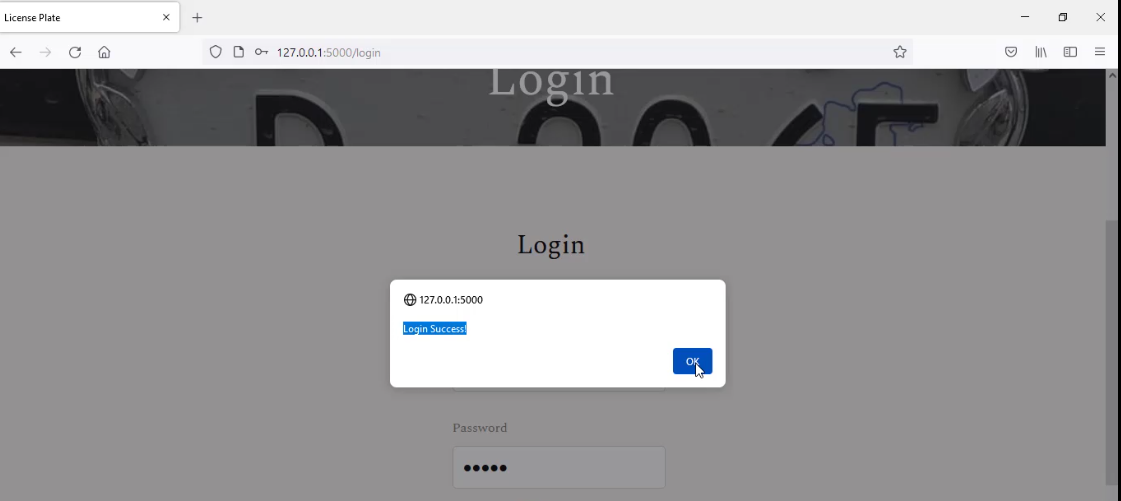 License Plate
127.0.0.1:5000/login
Login
Login
127.0.0.1:5000
Login Success!
OK
Password